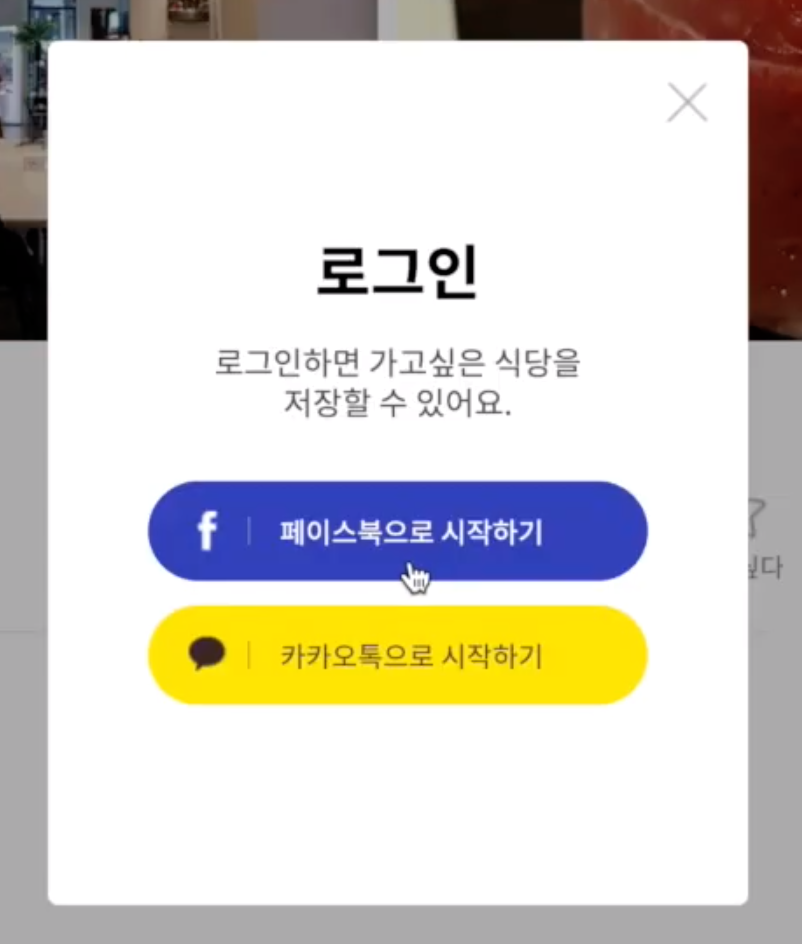 로그인
로그인하면 가고싶은 식당을
저장할 수 있어요.
f 페이스북으로 시작하기
카카오톡으로 시작하기